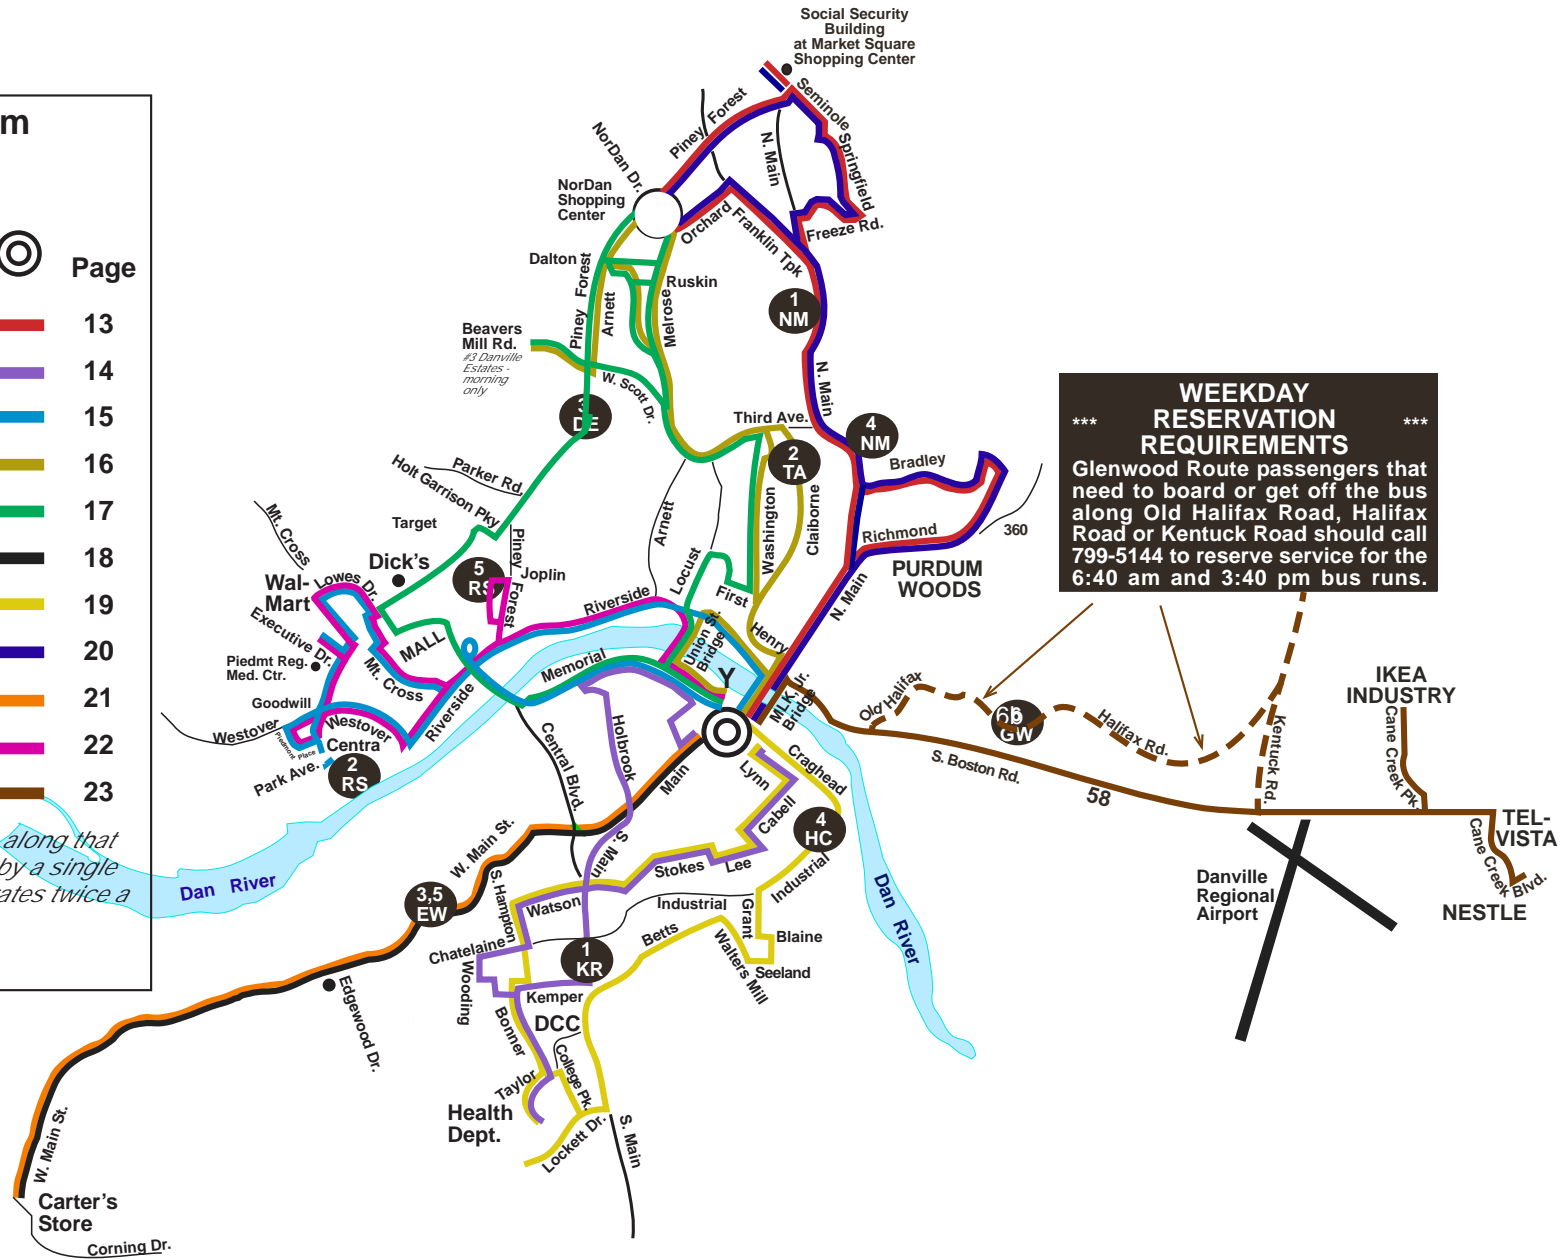 m
Page
13
14
15
16
17
18
19
20
21
22
23
along that
by a single
ates twice a
Social Security
Building
at Market Square
Shopping Center
Seminole
Springfield
Piney Forest
N. Main
NorDan Dr.
NorDan
Shopping
Center
Orchard
Franklin Tpk
Freeze Rd.
Dalton
Piney Forest
Arnett
Ruskin
Melrose
1
NM
Beavers
Mill Rd.
#3 Danville
Estates -
morning
only
W. Scott Dr.
N. Main
3
DE
Third Ave.
4
NM
2
TA
Bradley
Parker Rd.
Holt Garrison Pky
Target
Arnett
Washington
Claiborne
Richmond
360
PURDUM
WOODS
Mt. Cross
Dick's
Piney
Forest
5
RS
Joplin
Locust
First
N. Main
Wal-
Mart
Lowes Dr.
Executive Dr.
MALL
Riverside
Union St.
Bridge
Henry
Piedmt Reg.
Med. Ctr.
Mt. Cross
Memorial
Y
MLK, Jr.
Bridge
Goodwill
Westover
Westover
Riverside
Piedmont Place
Centra
Park Ave.
2
RS
Central Blvd.
Holbrook
Main
Lynn
Craghead
Cabell
4
HC
WEEKDAY
*** RESERVATION ***
REQUIREMENTS
Glenwood Route passengers that
need to board or get off the bus
along Old Halifax Road, Halifax
Road or Kentuck Road should call
799-5144 to reserve service for the
6:40 am and 3:40 pm bus runs.
Old Halifax
GW
Halifax Rd.
Kentuck Rd.
S. Boston Rd.
58
IKEA
INDUSTRY
Cane Creek Pk.
TEL-
VISTA
Cane Creek Blvd.
NESTLE
Danville
Regional
Airport
Dan River
Dan River
W. Main St.
S. Main
Stokes
Lee
Industrial
3,5
EW
S. Hampton
Watson
Industrial
Grant
Blaine
Seeland
Betts
Walters Mill
Chatelaine
Wooding
1
KR
Kemper
DCC
Bonner
College Pk.
Taylor
Health
Dept.
Lockett Dr.
S. Main
Edgewood Dr.
W. Main St.
Carter's
Store
Corning Dr.